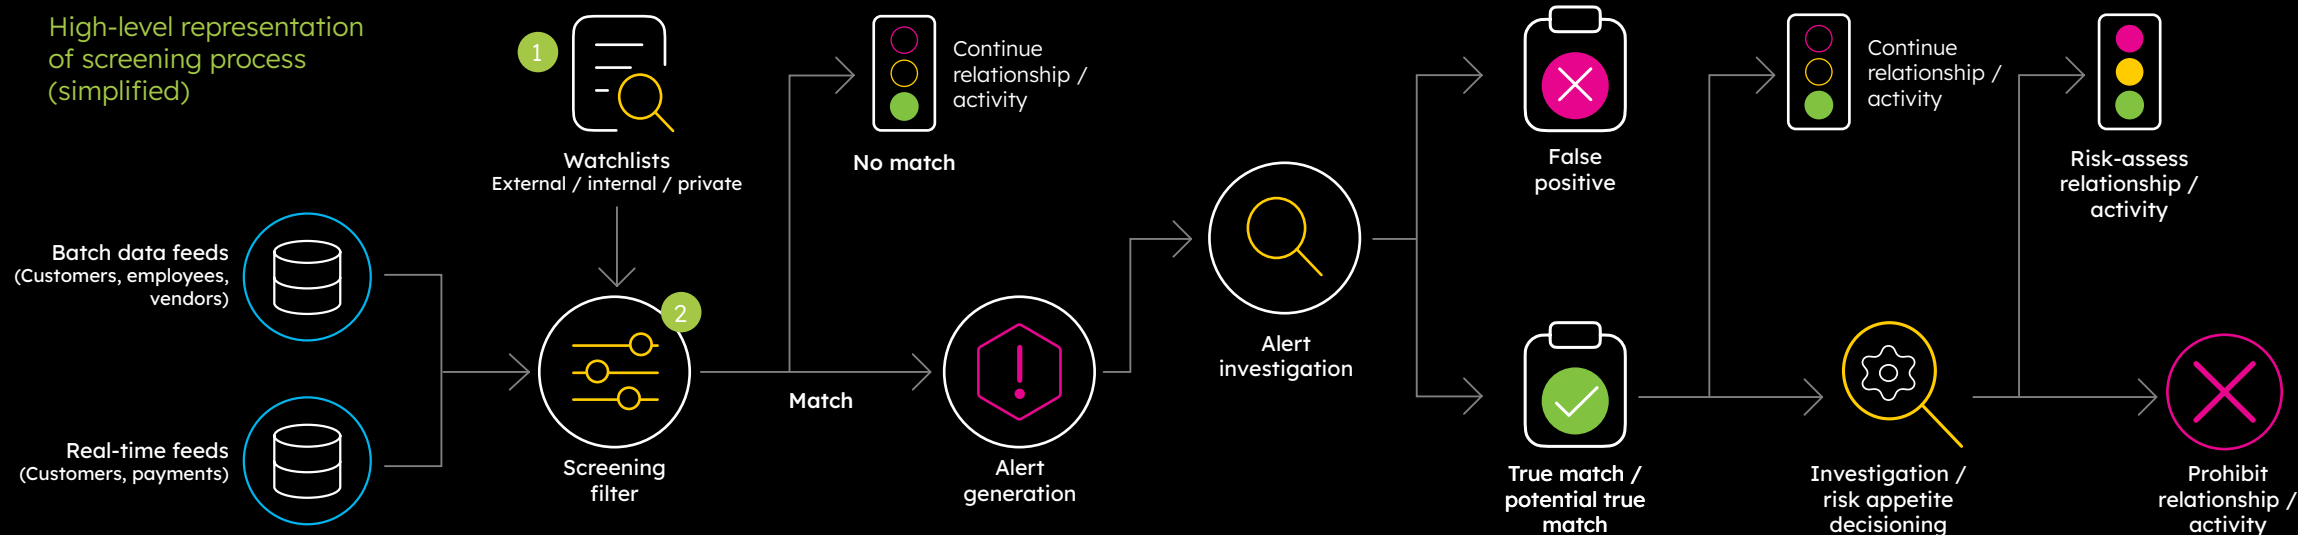 High-level representation
of screening process
(simplified)
1
Watchlists
External / internal / private
Continue
relationship /
activity
No match
Batch data feeds
(Customers, employees,
vendors)
Real-time feeds
(Customers, payments)
2
Screening
filter
Match
Alert
generation
Alert
investigation
False
positive
True match /
potential true
match
Continue
relationship /
activity
Investigation /
risk appetite
decisioning
Risk-assess
relationship /
activity
Prohibit
relationship /
activity